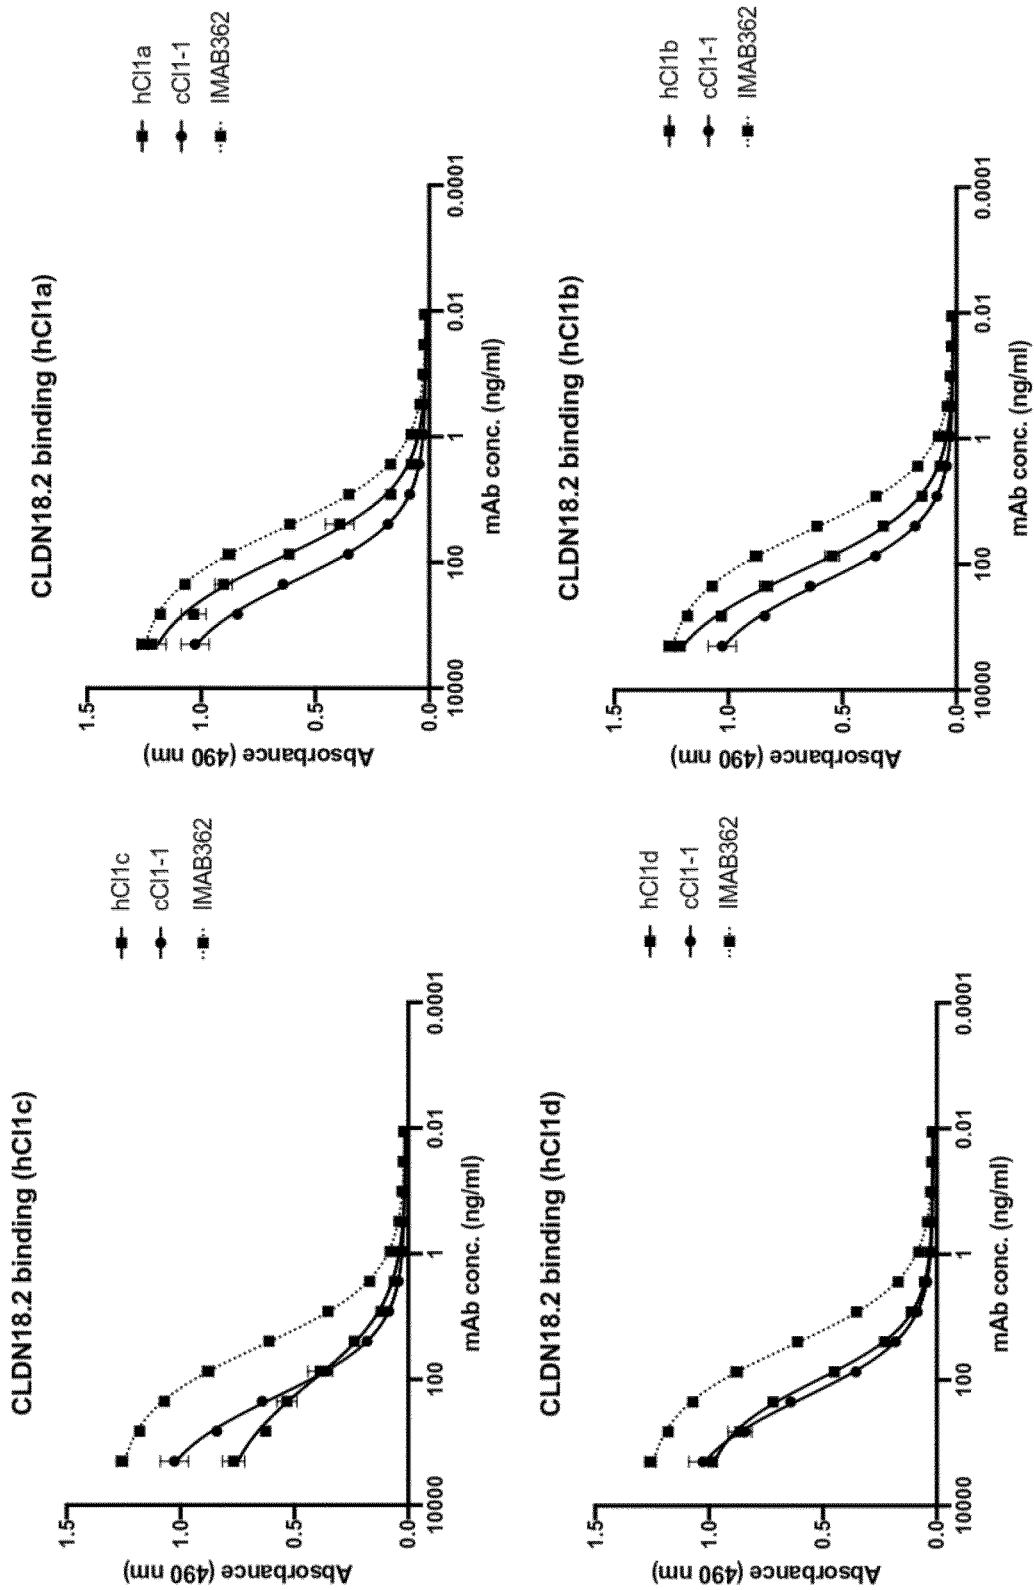 CLDN18.2 binding (hCl1a)
hCl1a
cCl1-1
IMAB362
Absorbance (490 nm)
1.5
1.0
0.5
0.0
10000
100
1
0.01
0.0001
mAb conc. (ng/ml)
CLDN18.2 binding (hCl1b)
hCl1b
cCl1-1
IMAB362
Absorbance (490 nm)
1.5
1.0
0.5
0.0
10000
100
1
0.01
0.0001
mAb conc. (ng/ml)
CLDN18.2 binding (hCl1c)
hCl1c
cCl1-1
IMAB362
Absorbance (490 nm)
1.5
1.0
0.5
0.0
10000
100
1
0.01
0.0001
mAb conc. (ng/ml)
CLDN18.2 binding (hCl1d)
hCl1d
cCl1-1
IMAB362
Absorbance (490 nm)
1.5
1.0
0.5
0.0
10000
100
1
0.01
0.0001
mAb conc. (ng/ml)